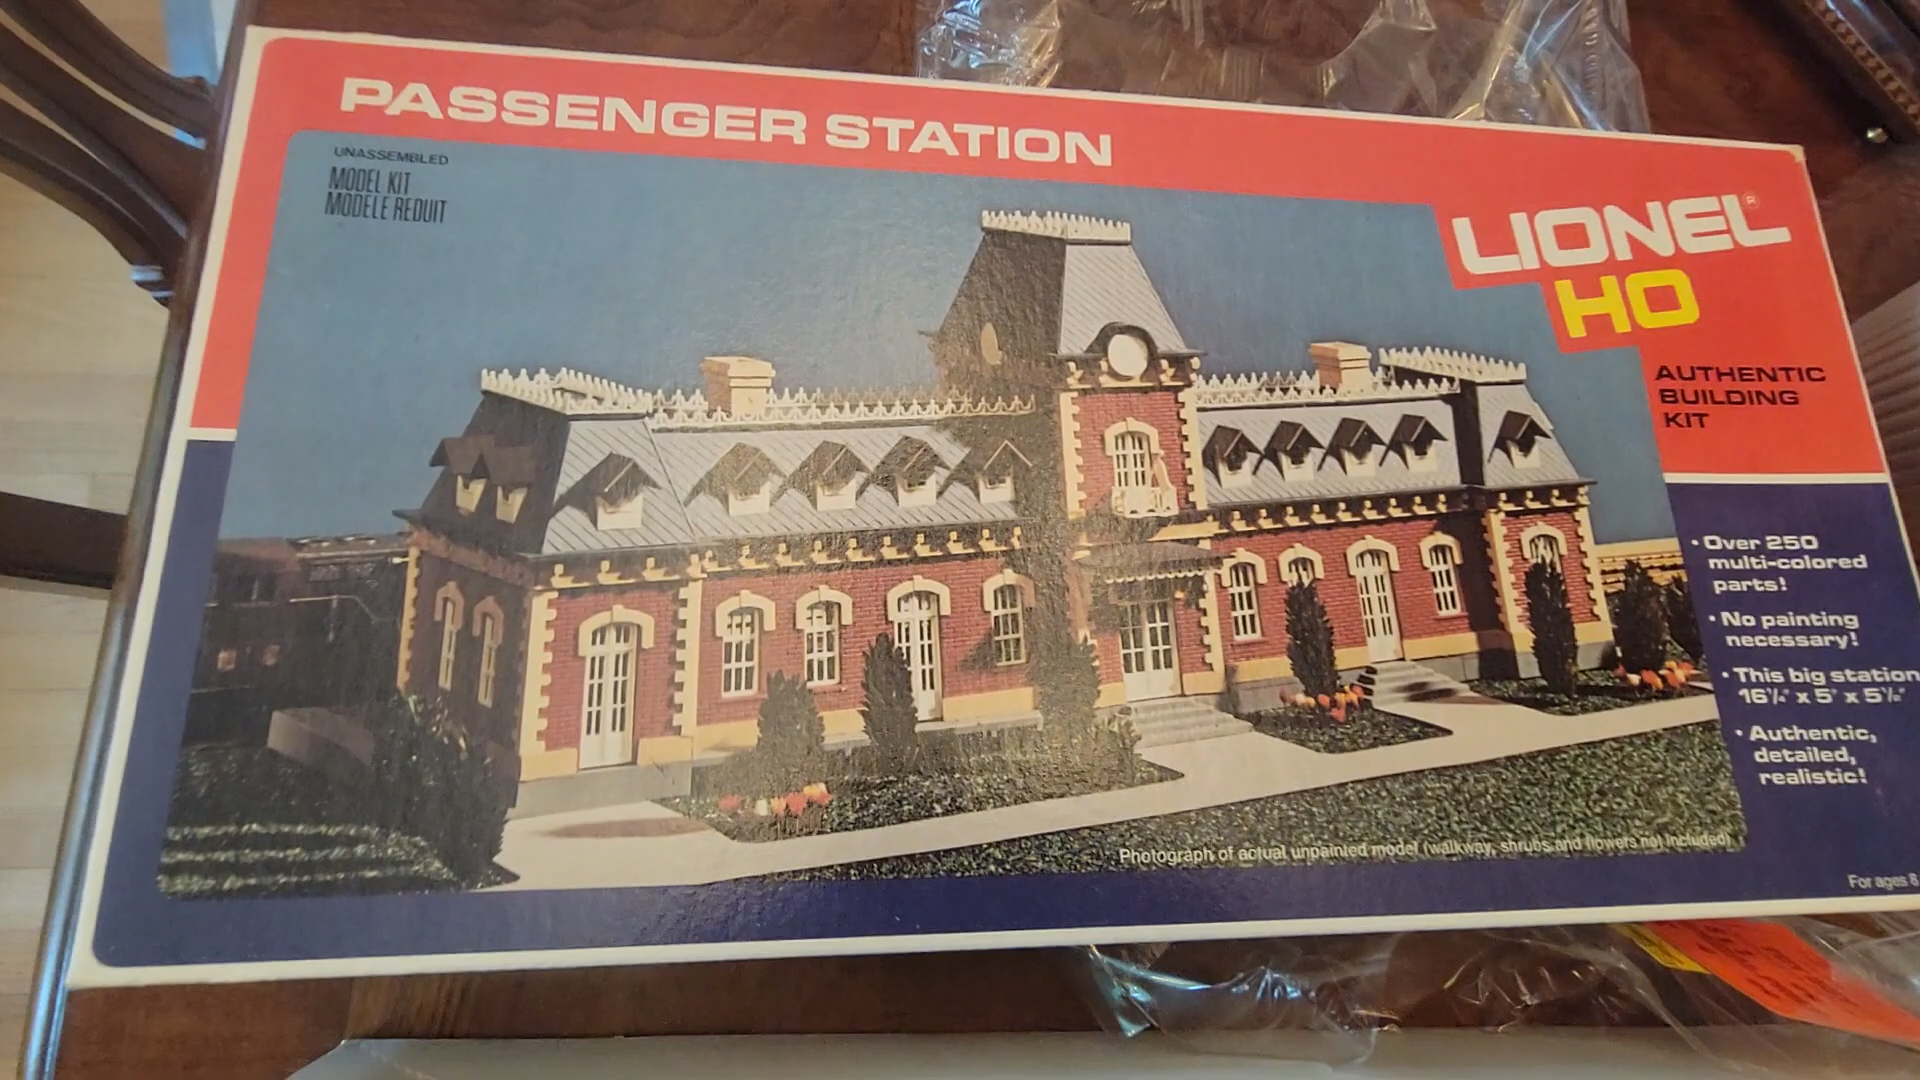 PASSENGER STATION
UNASSEMBLED
MODEL KIT
MODELE REDUIT
LIONEL®
HO
AUTHENTIC
BUILDING
KIT
• Over 250
multi-colored
parts!
• No painting
necessary!
• This big station
16¼" x 5" x 5½"
• Authentic,
detailed,
realistic!
Photograph of actual unpainted model (walkway, shrubs and flowers not included)
For ages 8